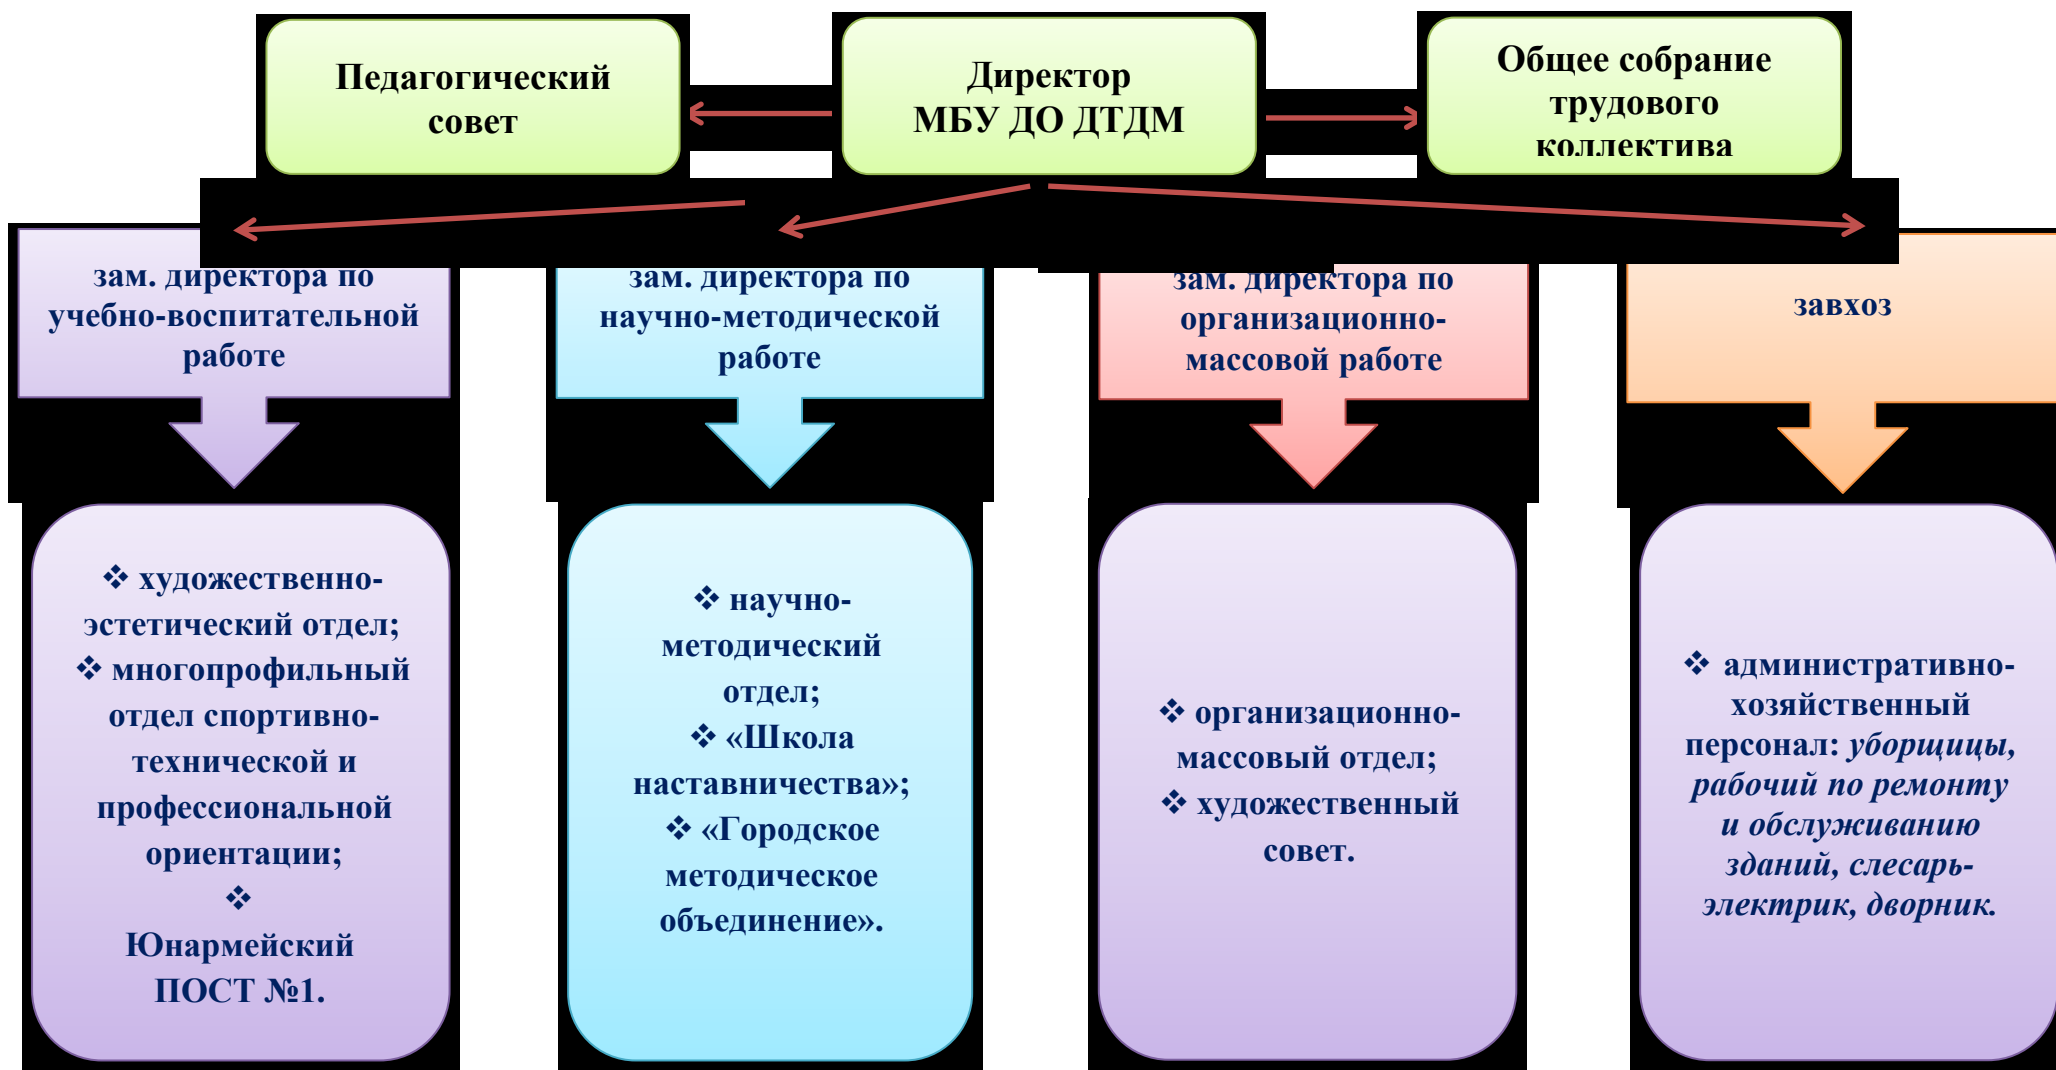 Педагогический
совет
Директор
МБУ ДО ДТДМ
Общее собрание
трудового
коллектива
зам. директора по
учебно-воспитательной
работе
зам. директора по
научно-методической
работе
зам. директора по
организационно-
массовой работе
завхоз
❖ художественно-
эстетический отдел;
❖ многопрофильный
отдел спортивно-
технической и
профессиональной
ориентации;
❖
Юнармейский
ПОСТ №1.
❖ научно-
методический
отдел;
❖ «Школа
наставничества»;
❖ «Городское
методическое
объединение».
❖ организационно-
массовый отдел;
❖ художественный
совет.
❖ административно-
хозяйственный
персонал: уборщицы,
рабочий по ремонту
и обслуживанию
зданий, слесарь-
электрик, дворник.